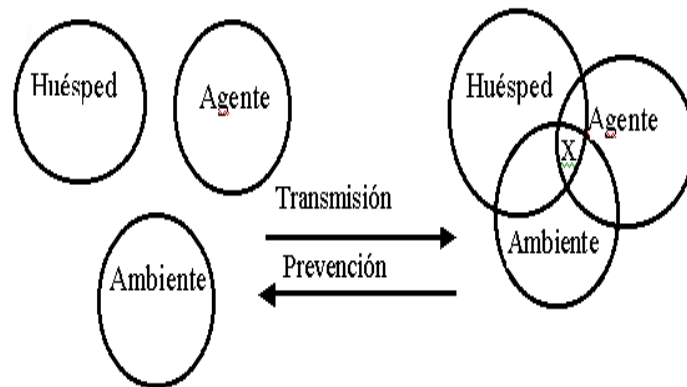 Huésped
Agente
Ambiente
Transmisión
Prevención
Huésped
Agente
X
Ambiente